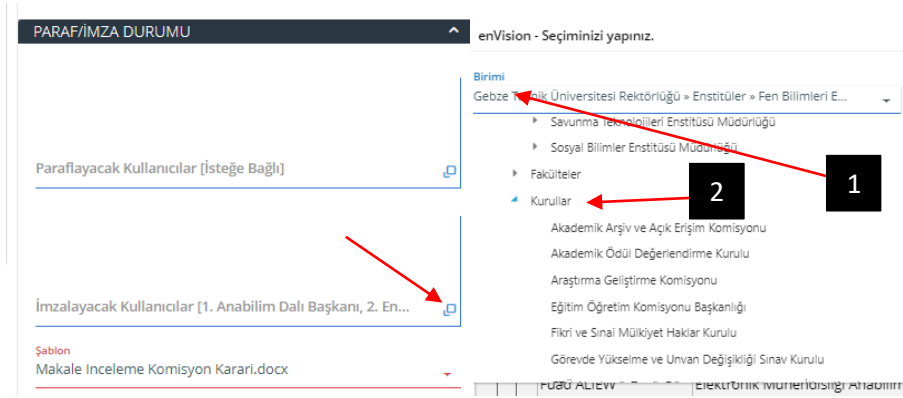 PARAF/İMZA DURUMU
Paraflayacak Kullanıcılar [İsteğe Bağlı]
İmzalayacak Kullanıcılar [1. Anabilim Dalı Başkanı, 2. En...
Şablon
Makale Inceleme Komisyon Karari.docx
enVision - Seçiminizi yapınız.
Birimi
Gebze Teknik Üniversitesi Rektörlüğü » Enstitüler » Fen Bilimleri E...
Savunma Teknolojileri Enstitüsü Müdürlüğü
Sosyal Bilimler Enstitüsü Müdürlüğü
1
Fakülteler
2
Kurullar
Akademik Arşiv ve Açık Erişim Komisyonu
Akademik Ödül Değerlendirme Kurulu
Araştırma Geliştirme Komisyonu
Eğitim Öğretim Komisyonu Başkanlığı
Fikri ve Sınai Mülkiyet Haklar Kurulu
Görevde Yükselme ve Unvan Değişikliği Sınav Kurulu
Fuad ALIEW Elektronik Mühendisliği Anabilim